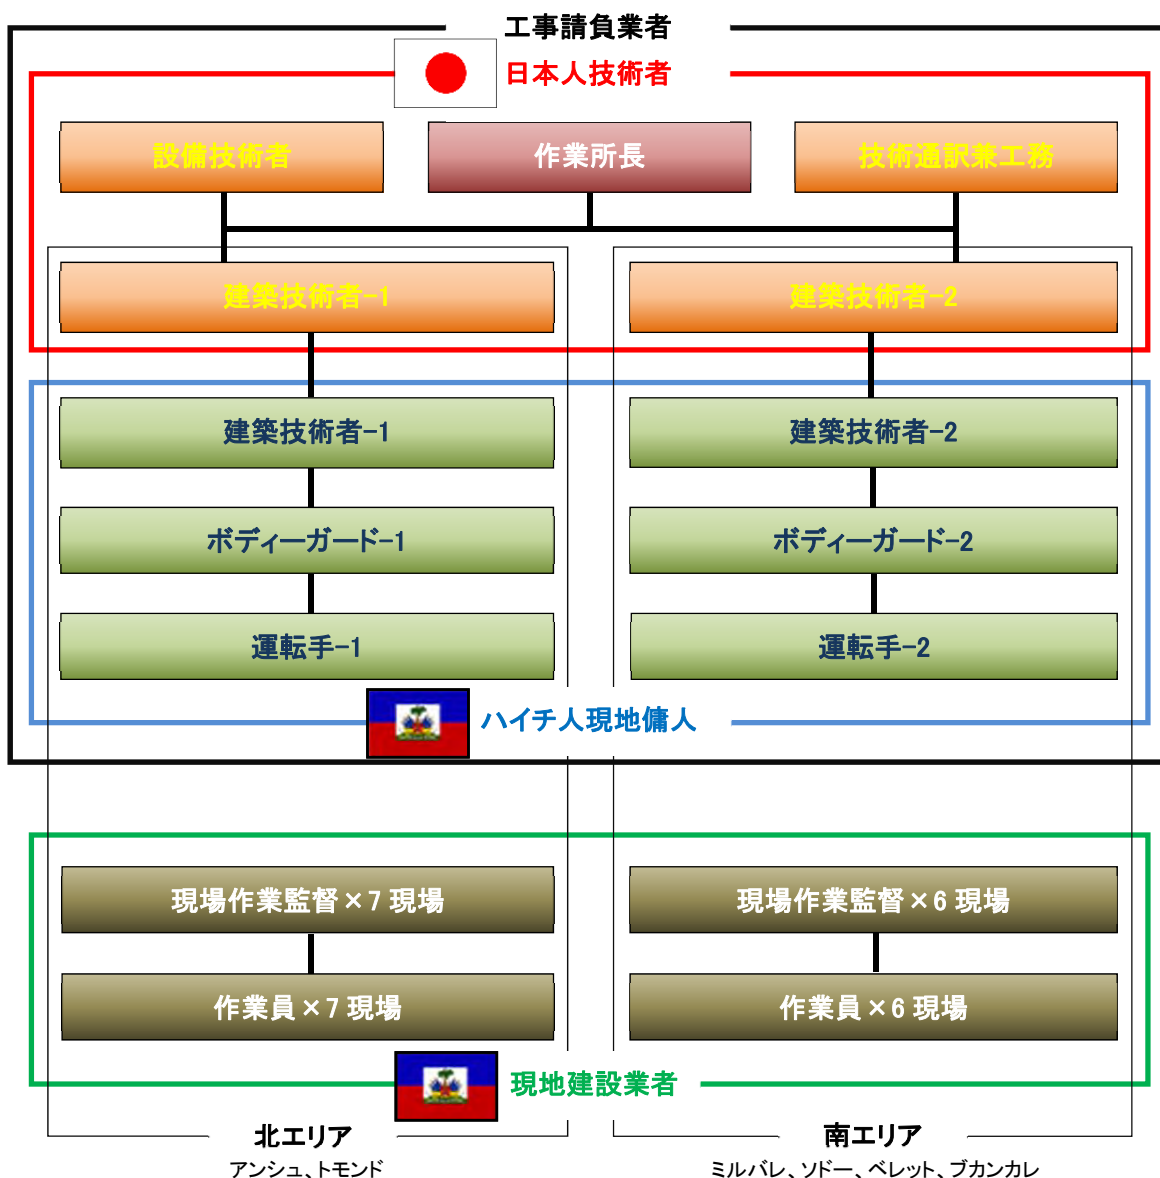 工事請負業者
日本人技術者
設備技術者
作業所長
技術通訳兼工務
建築技術者-1
建築技術者-2
建築技術者-1
建築技術者-2
ボディーガード-1
ボディーガード-2
運転手-1
運転手-2
ハイチ人現地傭人
現場作業監督×7 現場
現場作業監督×6 現場
作業員×7 現場
作業員×6 現場
現地建設業者
北エリア
南エリア
アンシュ、トモンド
ミルバレ、ソドー、ベレット、ブカンカレ